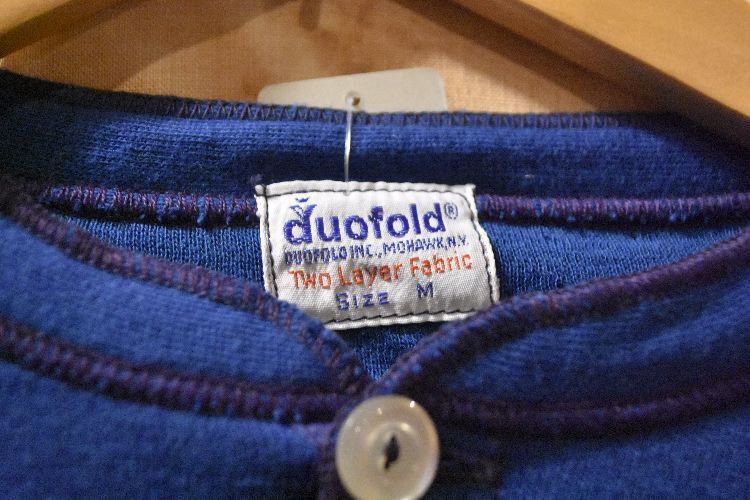 duofold®
DUOFOLD INC., MOHAWK, N.Y.
Two Layer Fabric
SIZE M